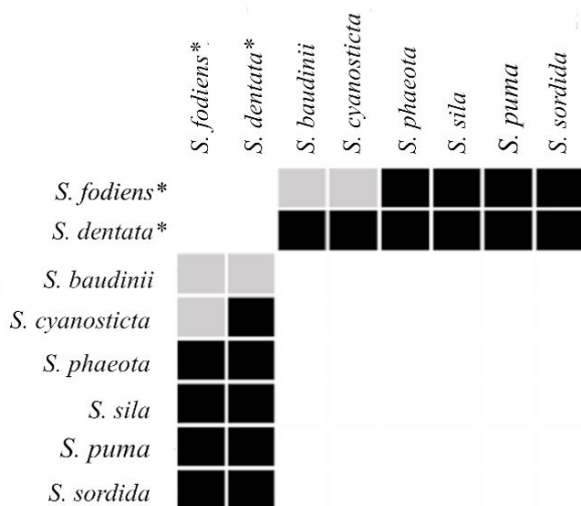 S. fodiens*
S. dentata*
S. baudinii
S. cyanosticta
S. phaeota
S. sila
S. puma
S. sordida
S. fodiens*
S. dentata*
S. baudinii
S. cyanosticta
S. phaeota
S. sila
S. puma
S. sordida